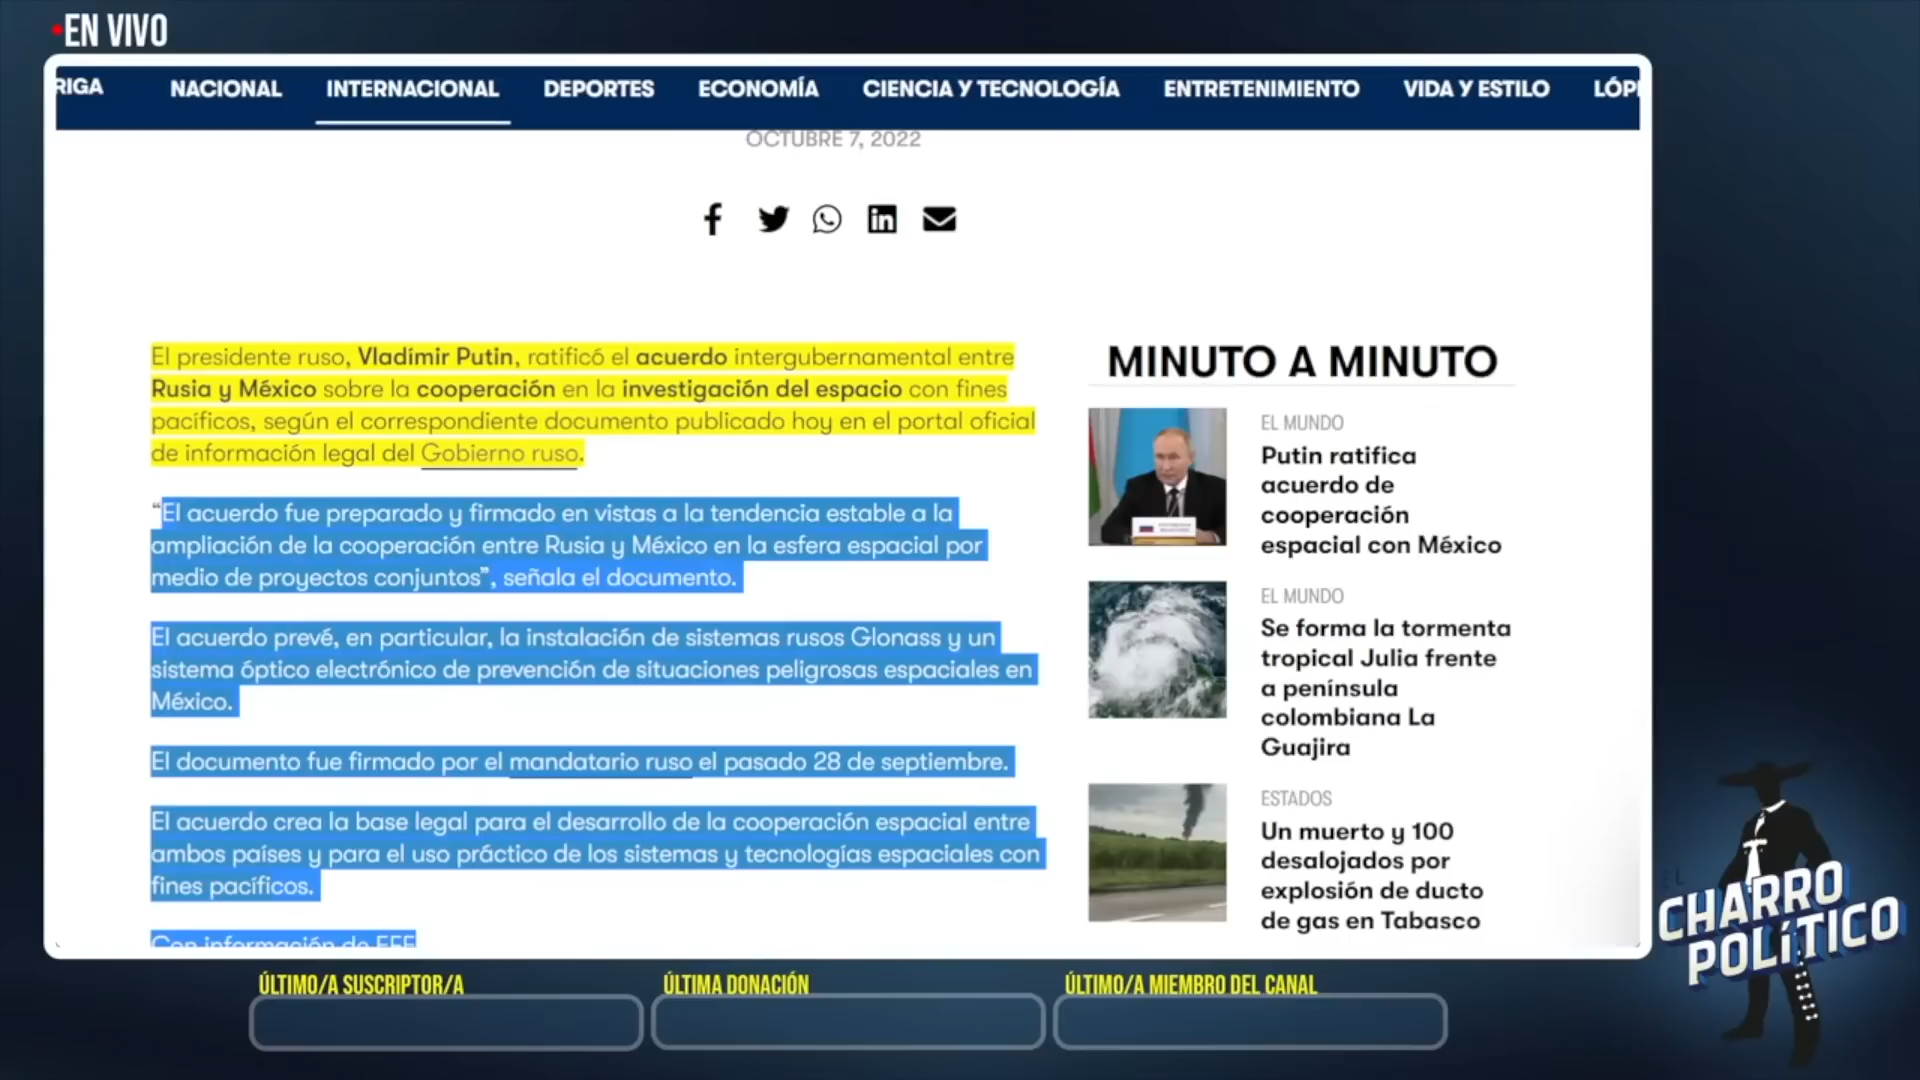 EN VIVO
RIGA NACIONAL INTERNACIONAL DEPORTES ECONOMÍA CIENCIA Y TECNOLOGÍA ENTRETENIMIENTO VIDA Y ESTILO LÓP
OCTUBRE 7, 2022
El presidente ruso, Vladímir Putin, ratificó el acuerdo intergubernamental entre
Rusia y México sobre la cooperación en la investigación del espacio con fines
pacíficos, según el correspondiente documento publicado hoy en el portal oficial
de información legal del Gobierno ruso.
“El acuerdo fue preparado y firmado en vistas a la tendencia estable a la
ampliación de la cooperación entre Rusia y México en la esfera espacial por
medio de proyectos conjuntos”, señala el documento.
El acuerdo prevé, en particular, la instalación de sistemas rusos Glonass y un
sistema óptico electrónico de prevención de situaciones peligrosas espaciales en
México.
El documento fue firmado por el mandatario ruso el pasado 28 de septiembre.
El acuerdo crea la base legal para el desarrollo de la cooperación espacial entre
ambos países y para el uso práctico de los sistemas y tecnologías espaciales con
fines pacíficos.
Con información de EFE
MINUTO A MINUTO
EL MUNDO
Putin ratifica
acuerdo de
cooperación
espacial con México
EL MUNDO
Se forma la tormenta
tropical Julia frente
a península
colombiana La
Guajira
ESTADOS
Un muerto y 100
desalojados por
explosión de ducto
de gas en Tabasco
EL
CHARRO
POLÍTICO
ÚLTIMO/A SUSCRIPTOR/A
ÚLTIMA DONACIÓN
ÚLTIMO/A MIEMBRO DEL CANAL